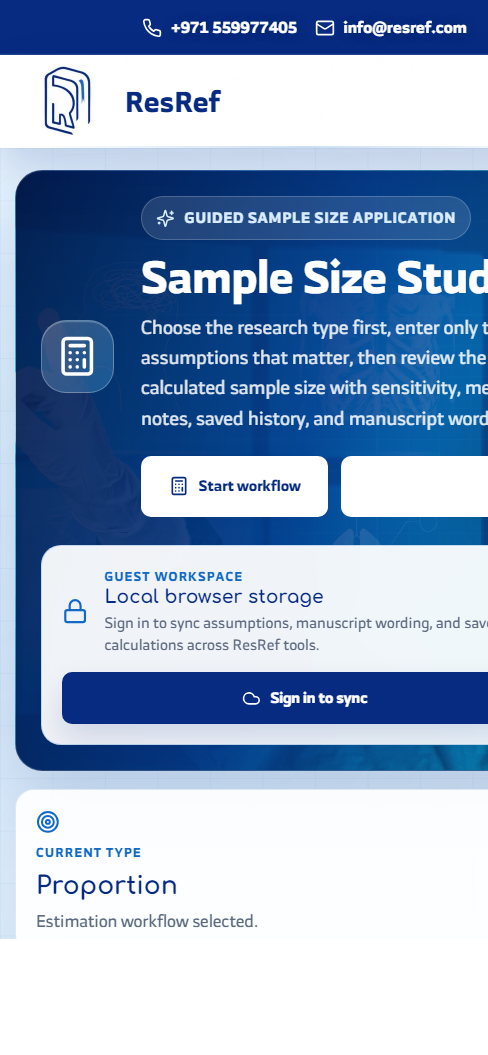 +971 559977405 info@resref.com
ResRef
GUIDED SAMPLE SIZE APPLICATION
Sample Size Stud
Choose the research type first, enter only t
assumptions that matter, then review the
calculated sample size with sensitivity, me
notes, saved history, and manuscript word
Start workflow
GUEST WORKSPACE
Local browser storage
Sign in to sync assumptions, manuscript wording, and save
calculations across ResRef tools.
Sign in to sync
CURRENT TYPE
Proportion
Estimation workflow selected.